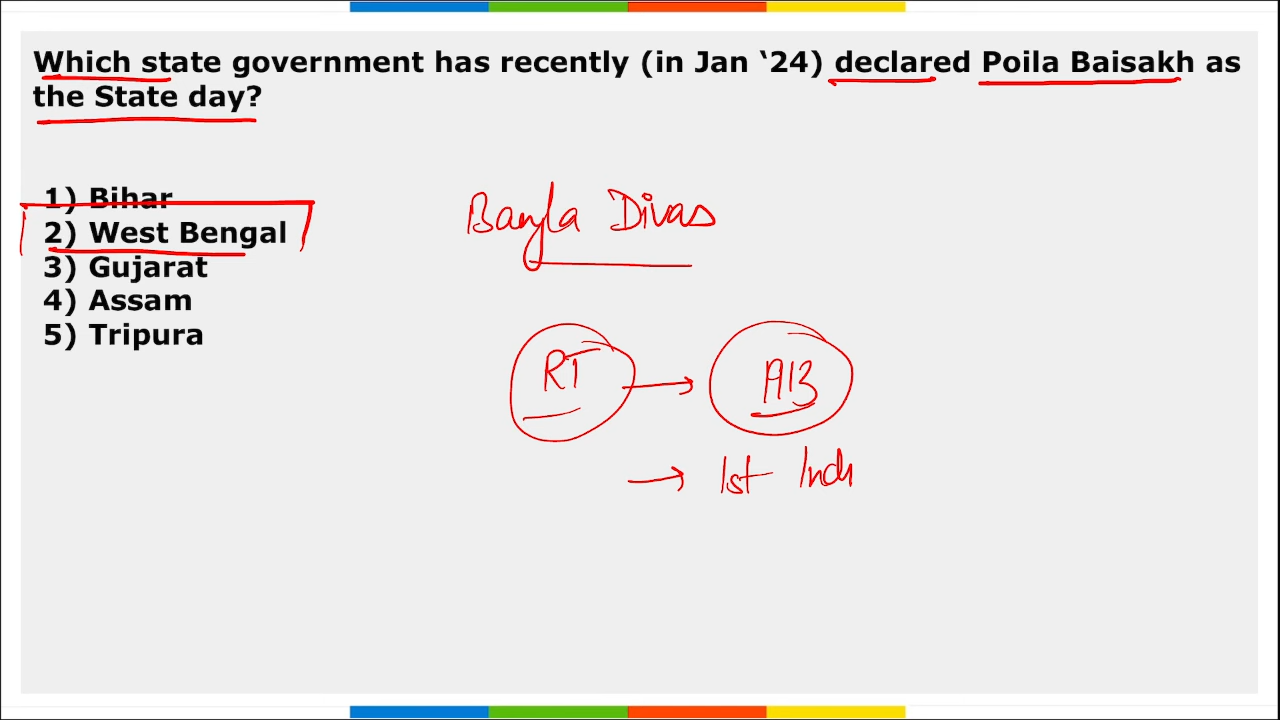 Which state government has recently (in Jan ‘24) declared Poila Baisakh as
the State day?
1) Bihar
2) West Bengal
3) Gujarat
4) Assam
5) Tripura
Bangla Divas
RT → AB
→ 1st Indi